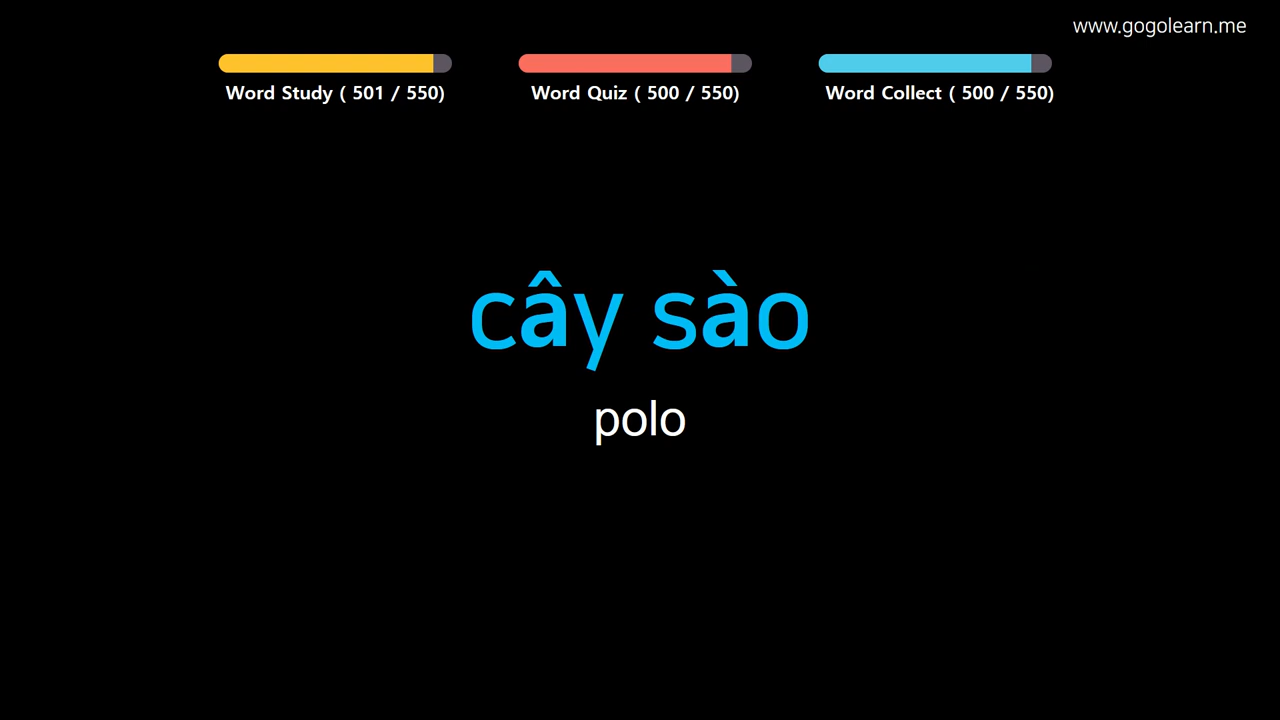 www.gogolearn.me
Word Study ( 501 / 550)
Word Quiz ( 500 / 550)
Word Collect ( 500 / 550)
cây sào
polo